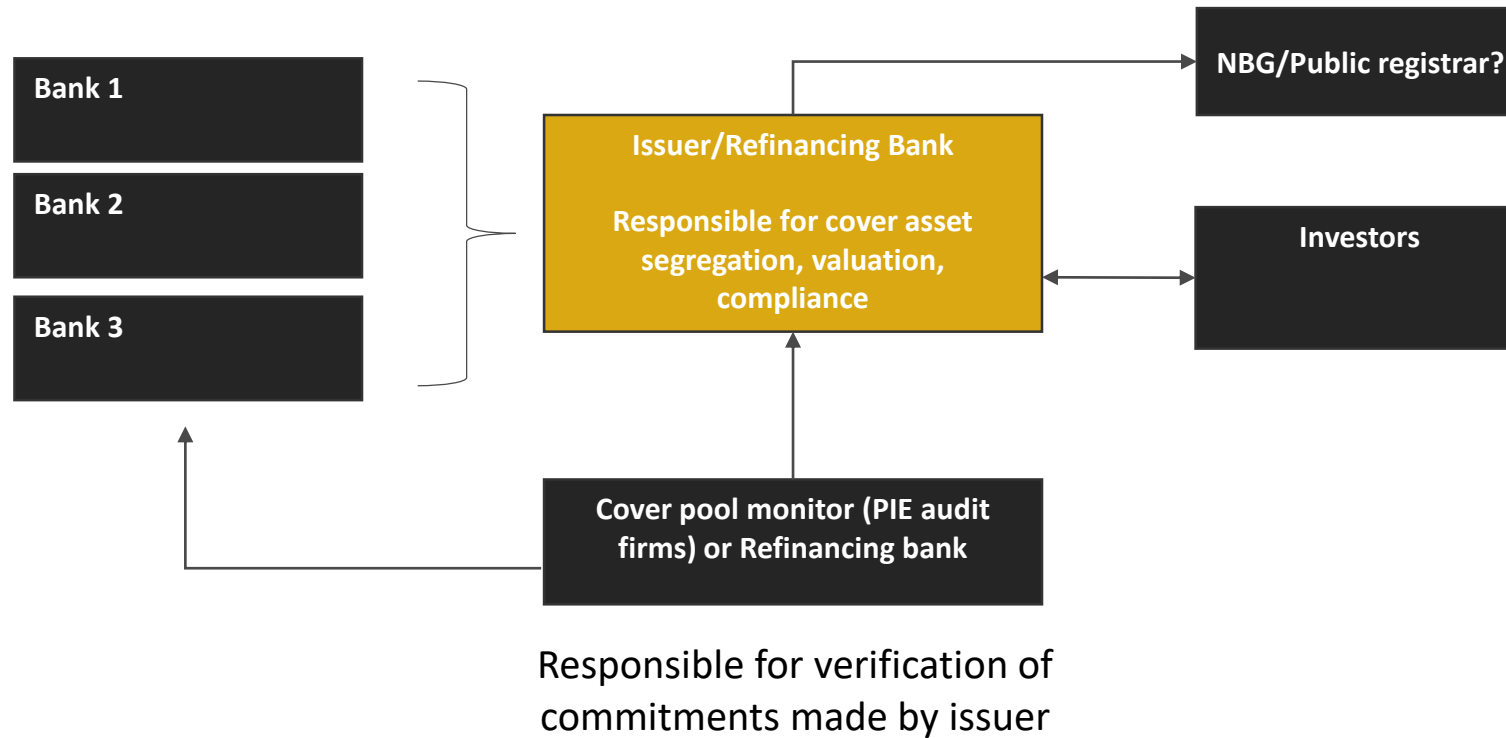 Bank 1
Bank 2
Bank 3
Issuer/Refinancing Bank
Responsible for cover asset
segregation, valuation,
compliance
NBG/Public registrar?
Investors
Cover pool monitor (PIE audit
firms) or Refinancing bank
Responsible for verification of
commitments made by issuer